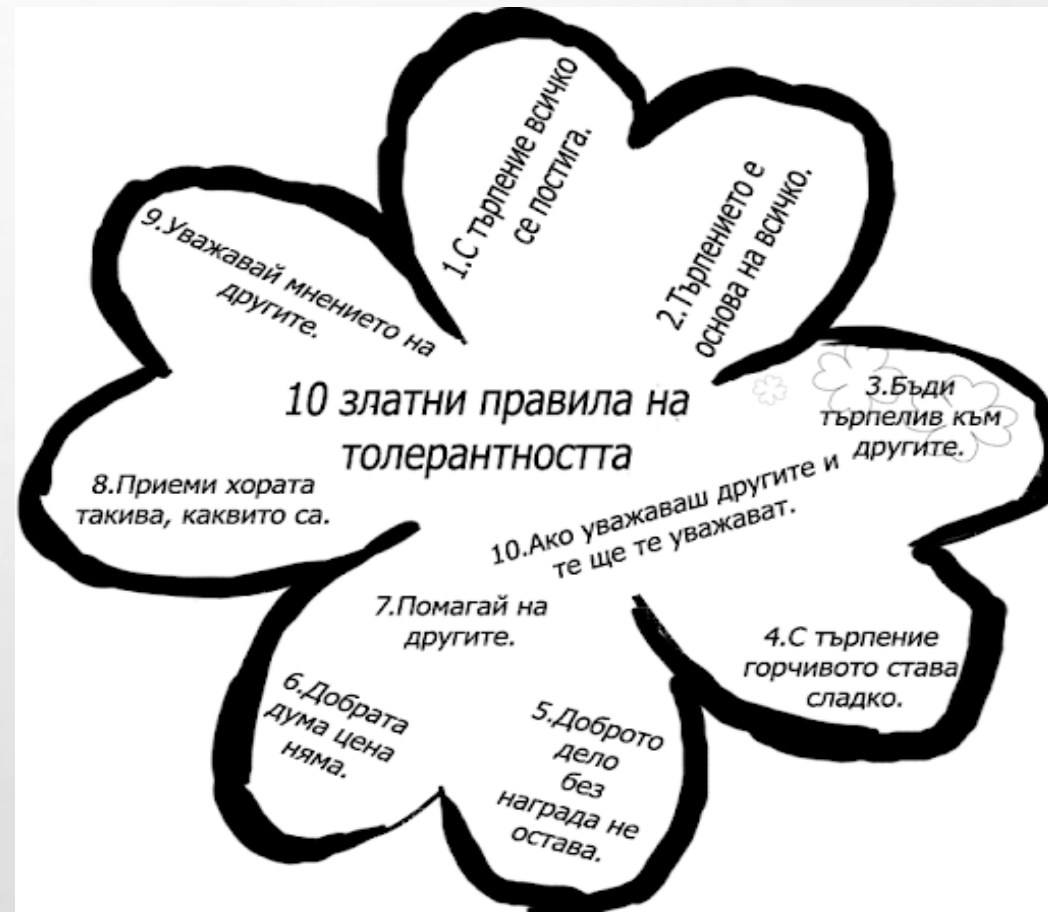 10 златни правила на
толерантността
1.С търпение всичко
се постига.
2.Търпението е
основа на всичко.
3.Бъди
търпелив към
другите.
4.С търпение
горчивото става
сладко.
5.Доброто
дело
без
награда не
остава.
6.Добрата
дума цена
няма.
7.Помагай на
другите.
8.Приеми хората
такива, каквито са.
9.Уважавай мнението на
другите.
10.Ако уважаваш другите и
те ще те уважават.